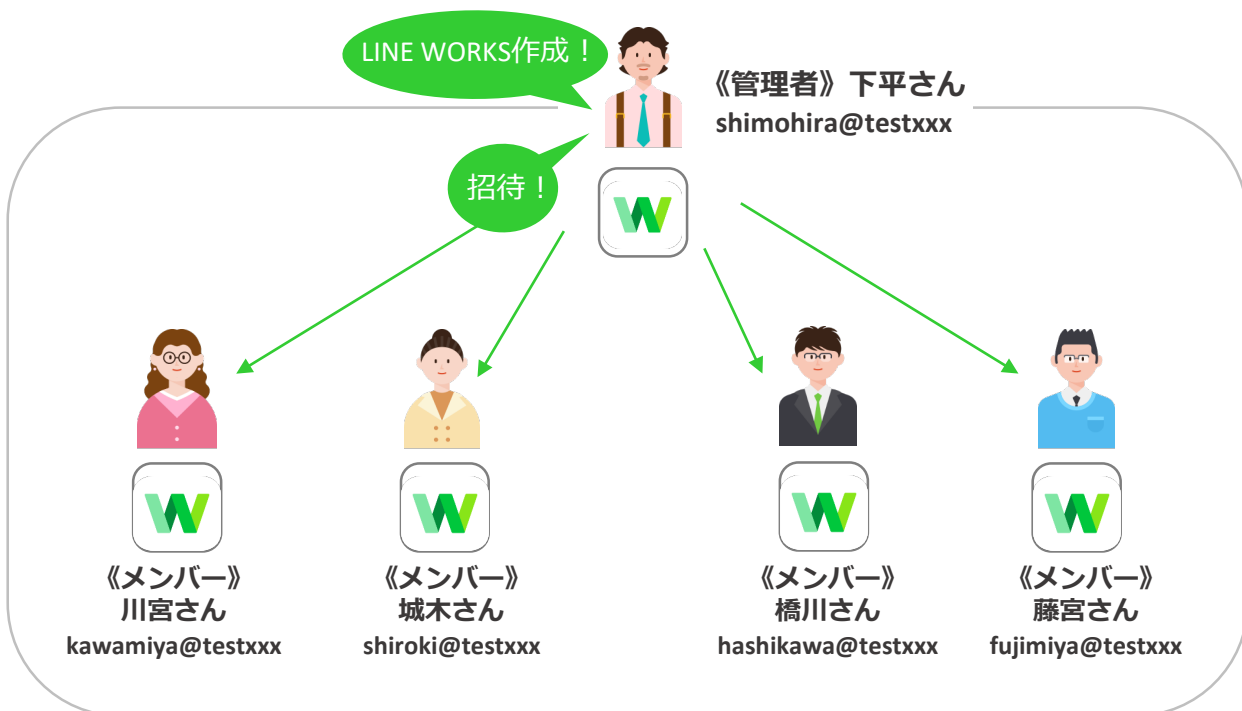 LINE WORKS作成！
《管理者》下平さん
shimohira@testxxx
招待！
《メンバー》
川宮さん
kawamiya@testxxx
《メンバー》
城木さん
shiroki@testxxx
《メンバー》
橋川さん
hashikawa@testxxx
《メンバー》
藤宮さん
fujimiya@testxxx